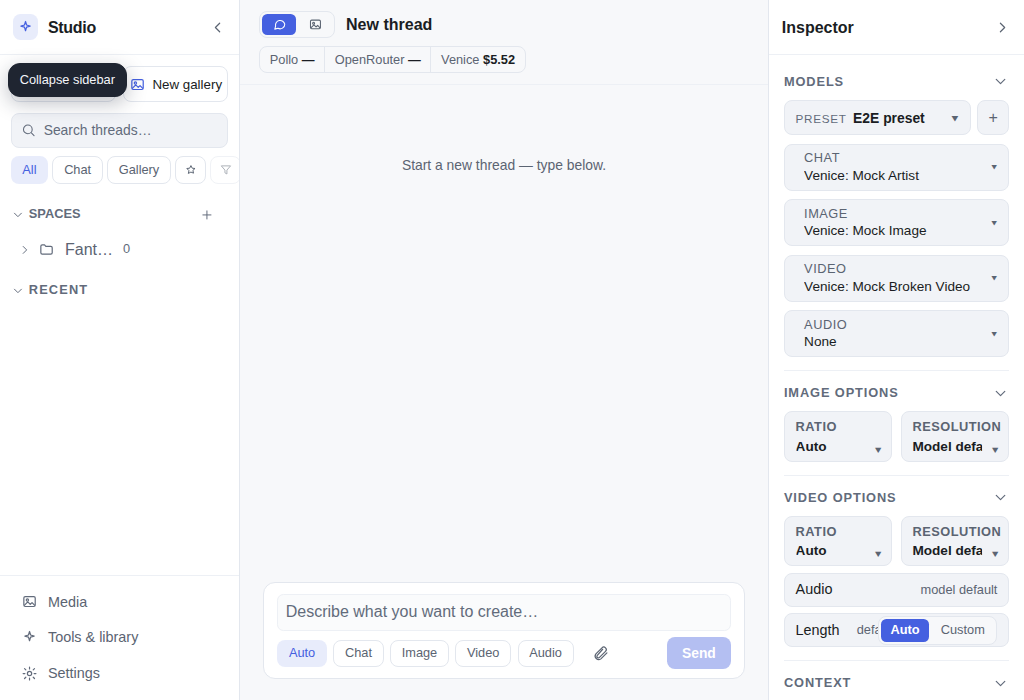 Studio
Collapse sidebar
New gallery
Search threads…
All Chat Gallery
SPACES
Fant… 0
RECENT
Media
Tools & library
Settings
New thread
Pollo — OpenRouter — Venice $5.52
Start a new thread — type below.
Describe what you want to create…
Auto Chat Image Video Audio Send
Inspector
MODELS
PRESET E2E preset ▼ +
CHAT
Venice: Mock Artist
IMAGE
Venice: Mock Image
VIDEO
Venice: Mock Broken Video
AUDIO
None
IMAGE OPTIONS
RATIO RESOLUTION
Auto Model defa
VIDEO OPTIONS
RATIO RESOLUTION
Auto Model defa
Audio model default
Length defa Auto Custom
CONTEXT